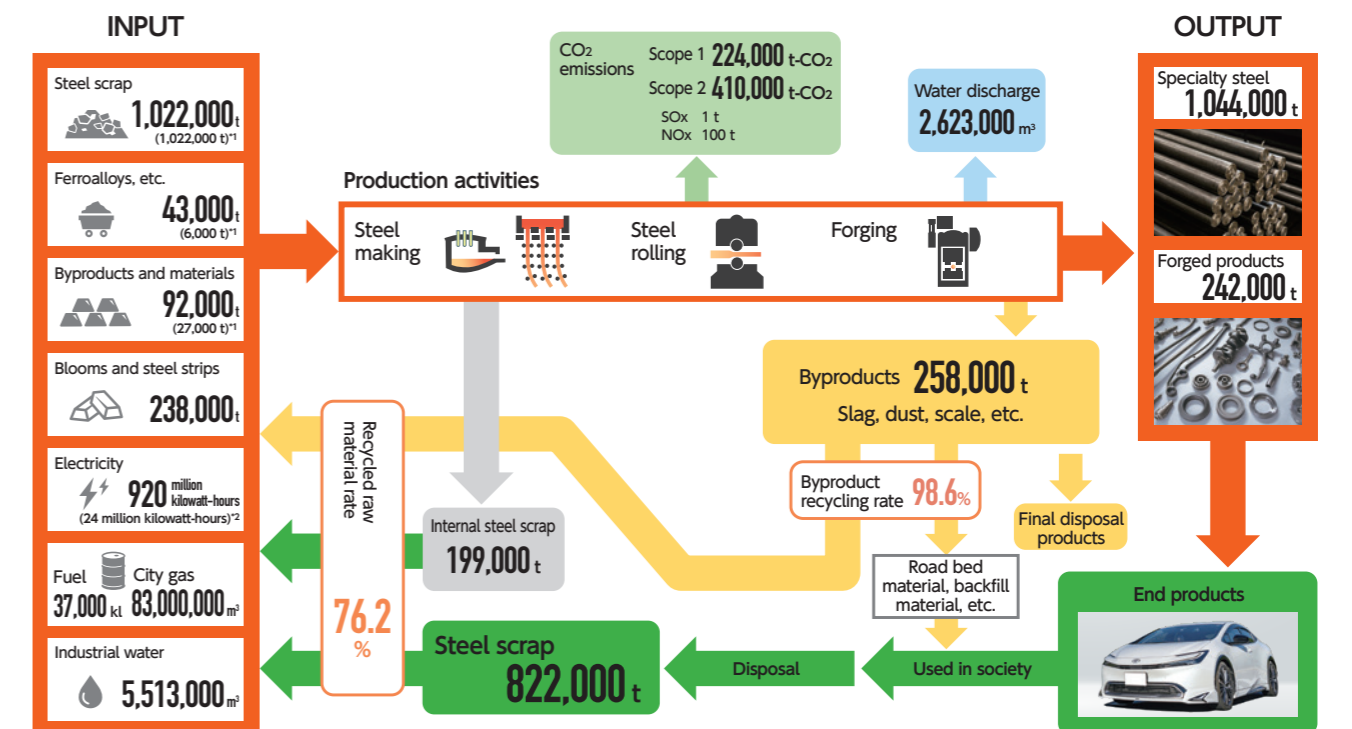 INPUT
Steel scrap
1,022,000 t
(1,022,000 t)*1
Ferroalloys, etc.
43,000 t
(6,000 t)*1
Byproducts and materials
92,000 t
(27,000 t)*1
Blooms and steel strips
238,000 t
Electricity
920 million kilowatt-hours
(24 million kilowatt-hours)*2
Fuel
37,000 kl
City gas
83,000,000 m³
Industrial water
5,513,000 m³
CO₂ emissions
Scope 1 224,000 t-CO₂
Scope 2 410,000 t-CO₂
SOx 1 t
NOx 100 t
Water discharge
2,623,000 m³
Production activities
Steel
making
Steel
rolling
Forging
OUTPUT
Specialty steel
1,044,000 t
Forged products
242,000 t
Byproducts 258,000 t
Slag, dust, scale, etc.
Byproduct
recycling rate 98.6%
Final disposal
products
Road bed
material, backfill
material, etc.
Recycled raw
material rate
76.2
%
Internal steel scrap
199,000 t
Steel scrap
822,000 t
Disposal
Used in society
End products